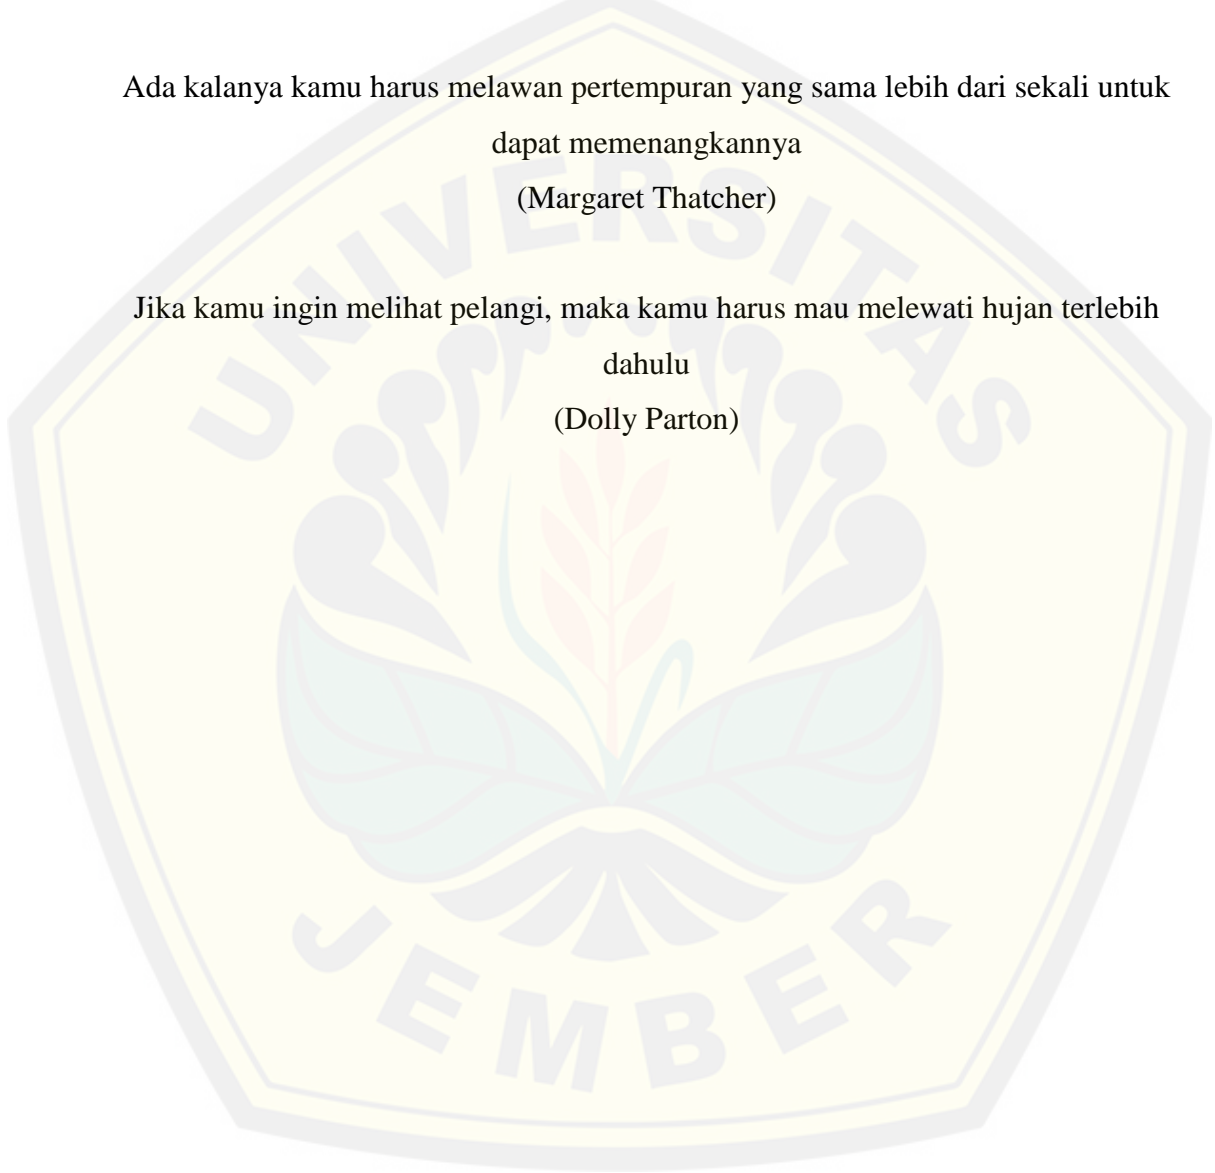 Ada kalanya kamu harus melawan pertempuran yang sama lebih dari sekali untuk
dapat memenangkannya
(Margaret Thatcher)
Jika kamu ingin melihat pelangi, maka kamu harus mau melewati hujan terlebih
dahulu
(Dolly Parton)
UNIVERSITAS
JEMBER